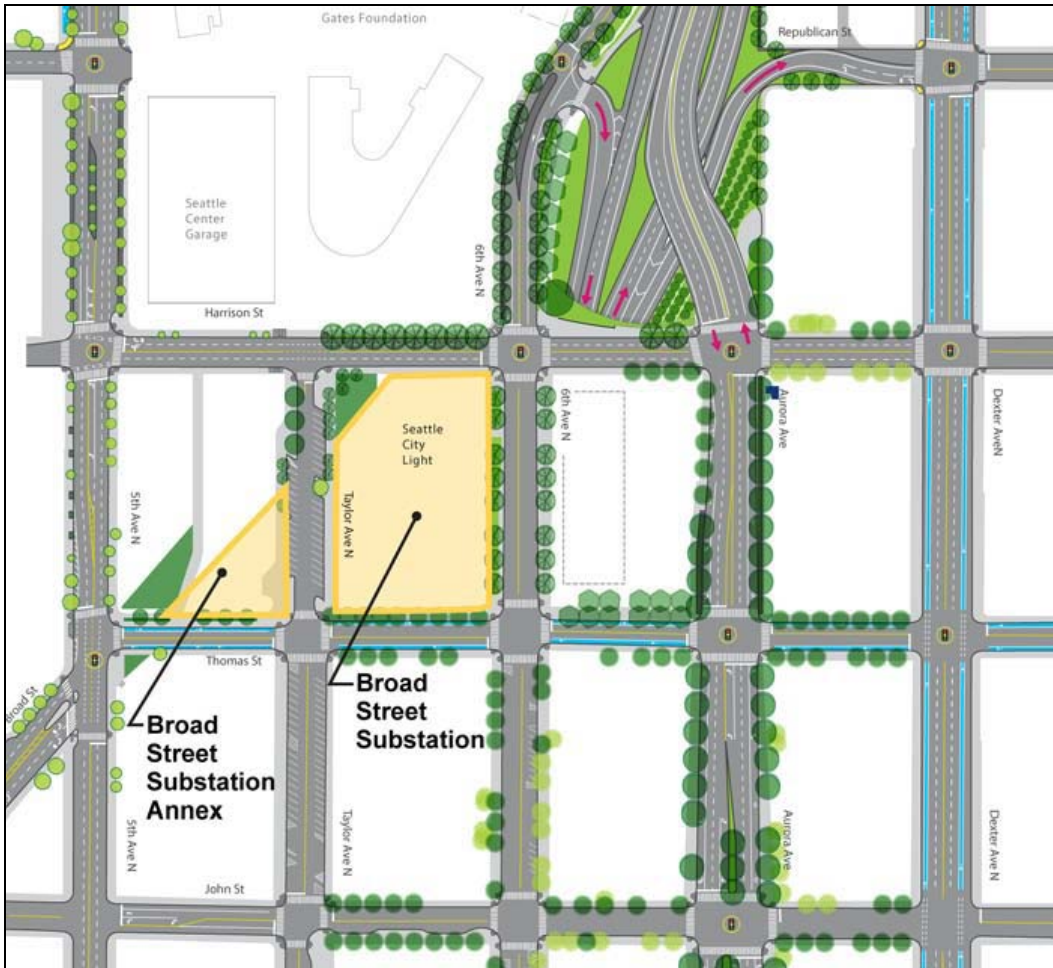 Gates Foundation
Republican St
Seattle
Center
Garage
6th Ave N
Harrison St
Seattle
City
Light
6th Ave N
Aurora Ave
Dexter AveN
5th Ave N
Taylor Ave N
Thomas St
Broad St
Broad
Street
Substation
Annex
Broad
Street
Substation
5th Ave N
Taylor Ave N
Aurora Ave
Dexter Ave N
John St